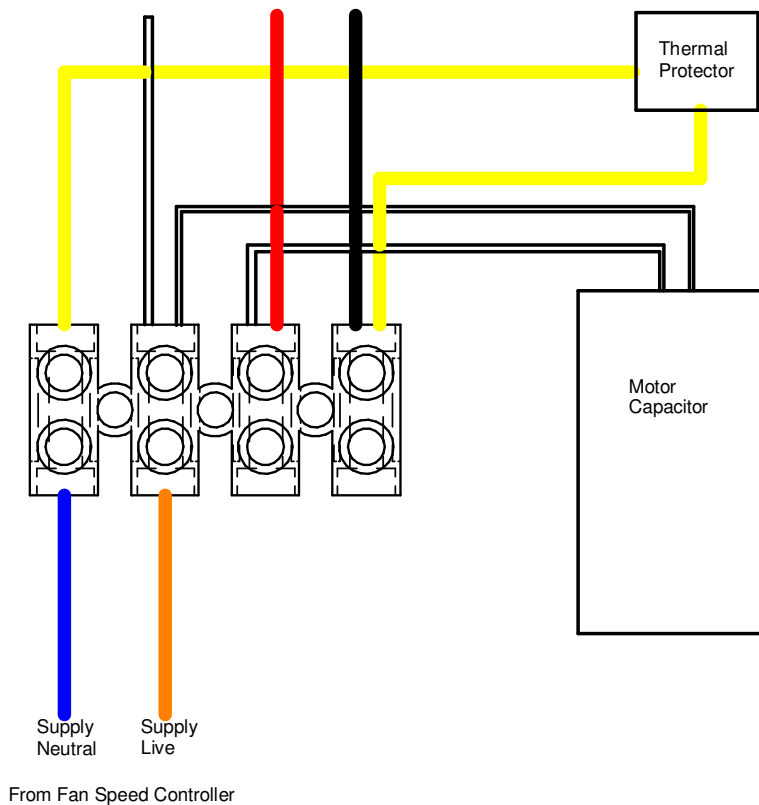 Thermal
Protector
Motor
Capacitor
Supply
Neutral
Supply
Live
From Fan Speed Controller